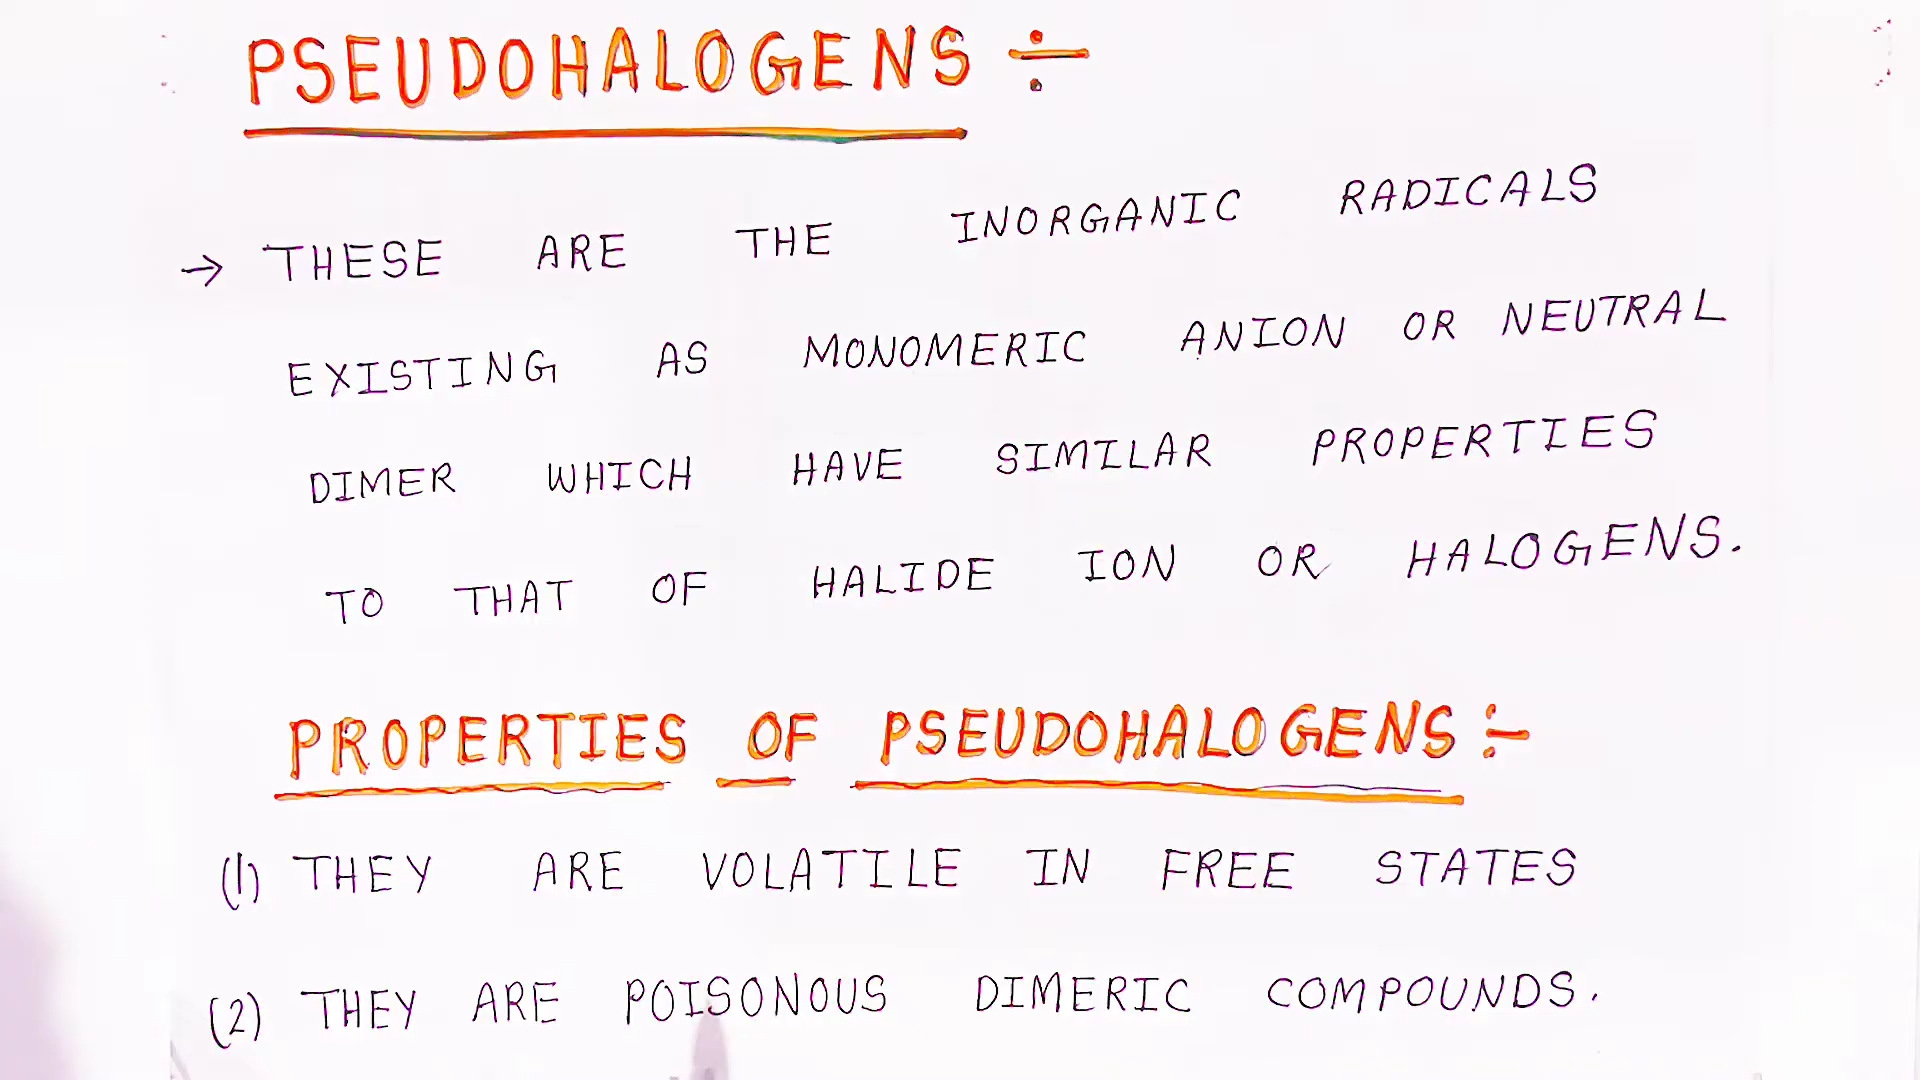 PSEUDOHALOGENS ÷
→ THESE ARE THE INORGANIC RADICALS
EXISTING AS MONOMERIC ANION OR NEUTRAL
DIMER WHICH HAVE SIMILAR PROPERTIES
TO THAT OF HALIDE ION OR HALOGENS.
PROPERTIES OF PSEUDOHALOGENS :-
(1) THEY ARE VOLATILE IN FREE STATES
(2) THEY ARE POISONOUS DIMERIC COMPOUNDS.